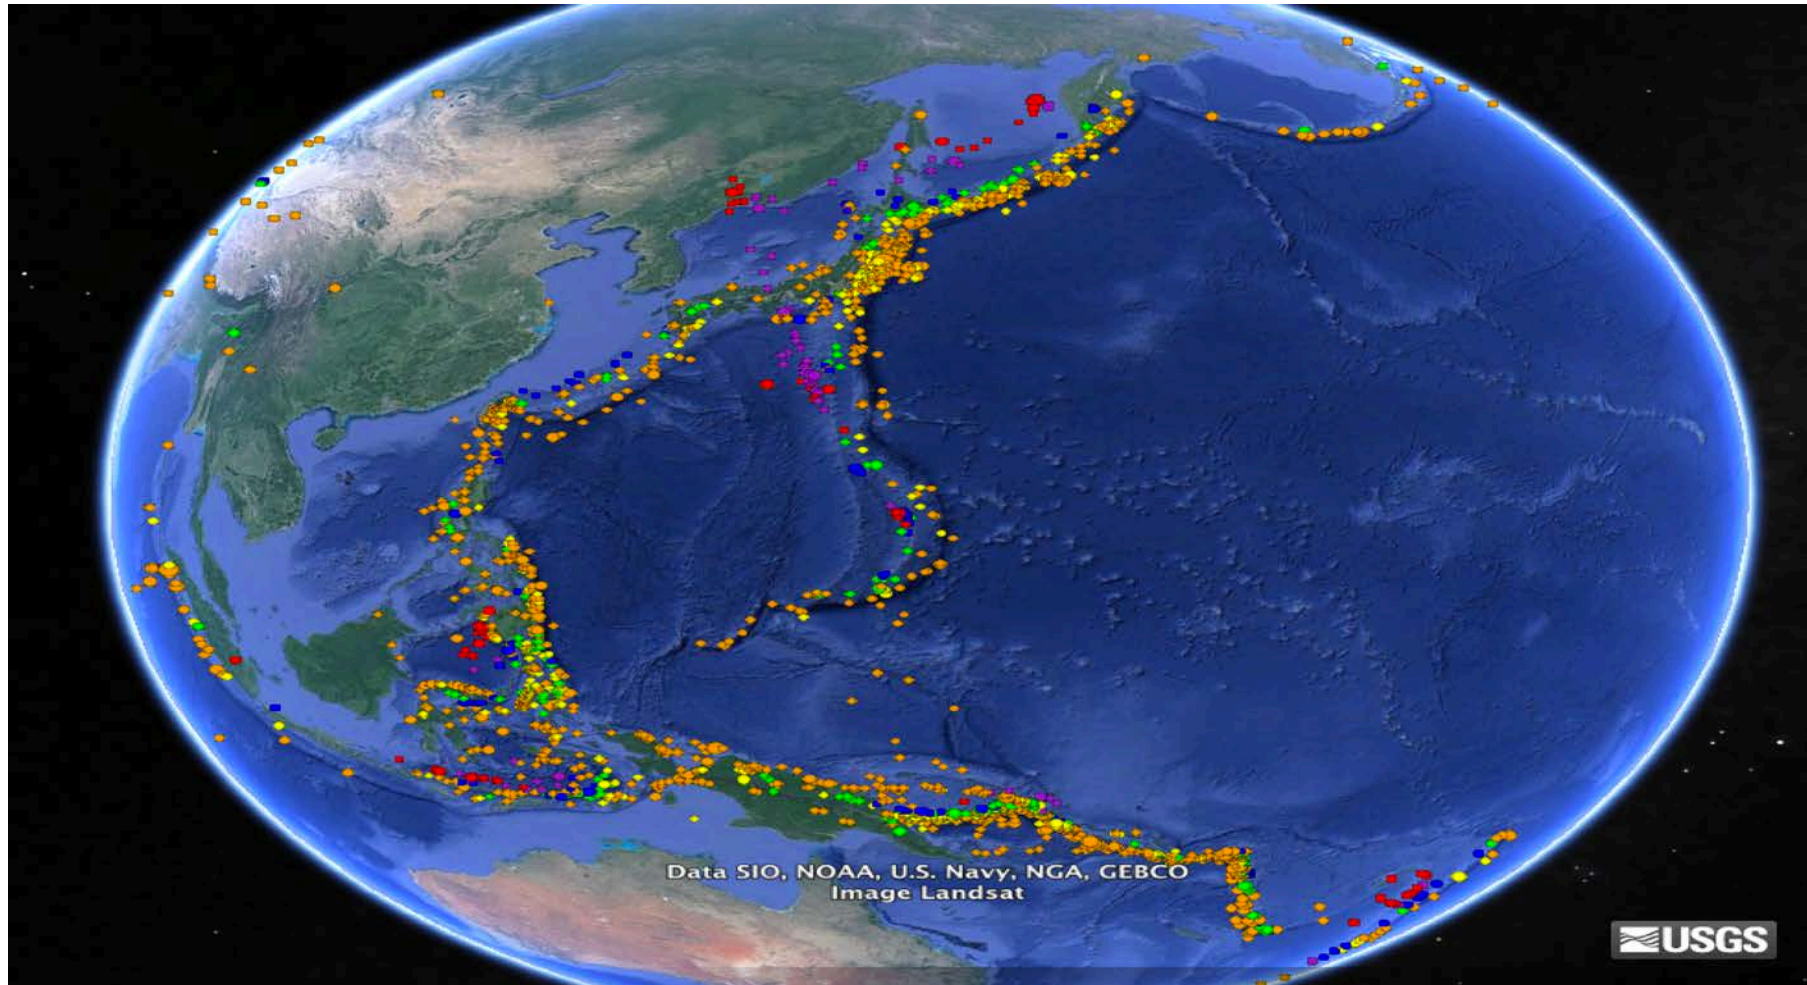 Data SIO, NOAA, U.S. Navy, NGA, GEBCO
Image Landsat
USGS